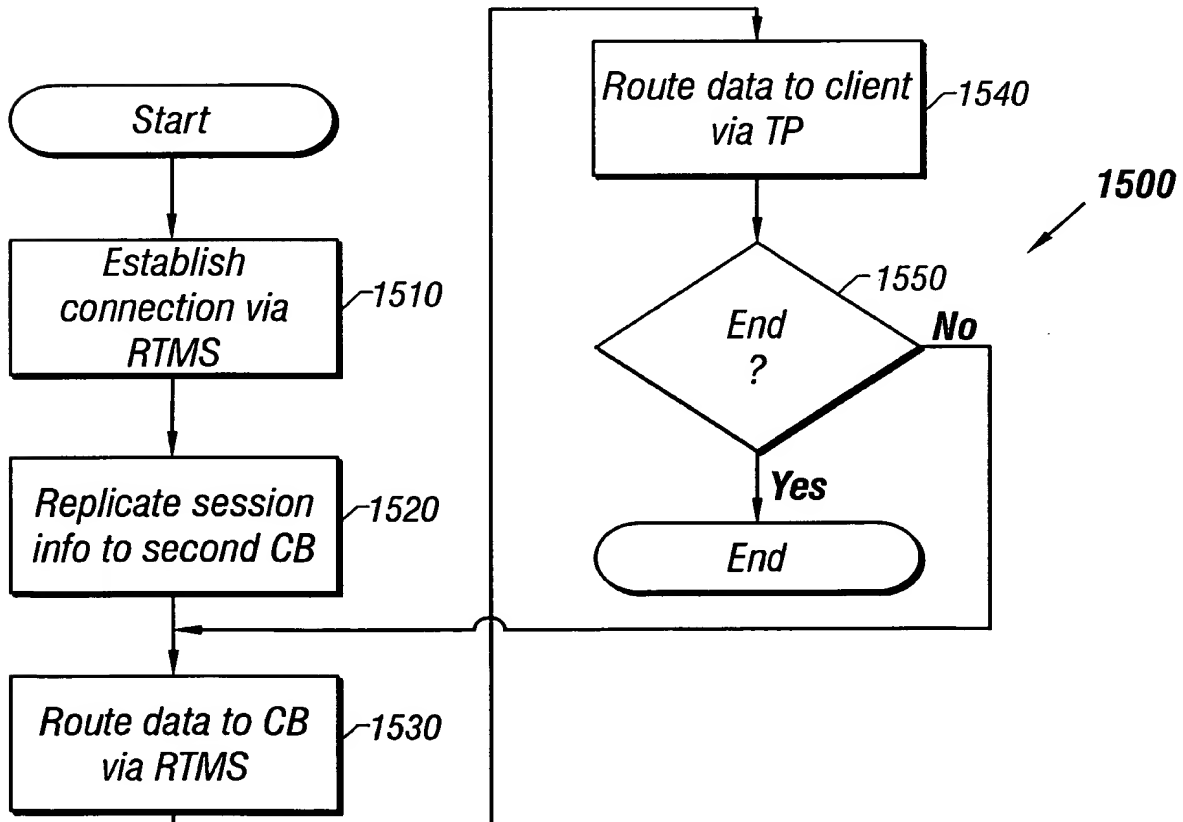 Start
Establish
connection via
RTMS
1510
Replicate session
info to second CB
1520
Route data to CB
via RTMS
1530
Route data to client
via TP
1540
1500
End
?
1550
No
Yes
End